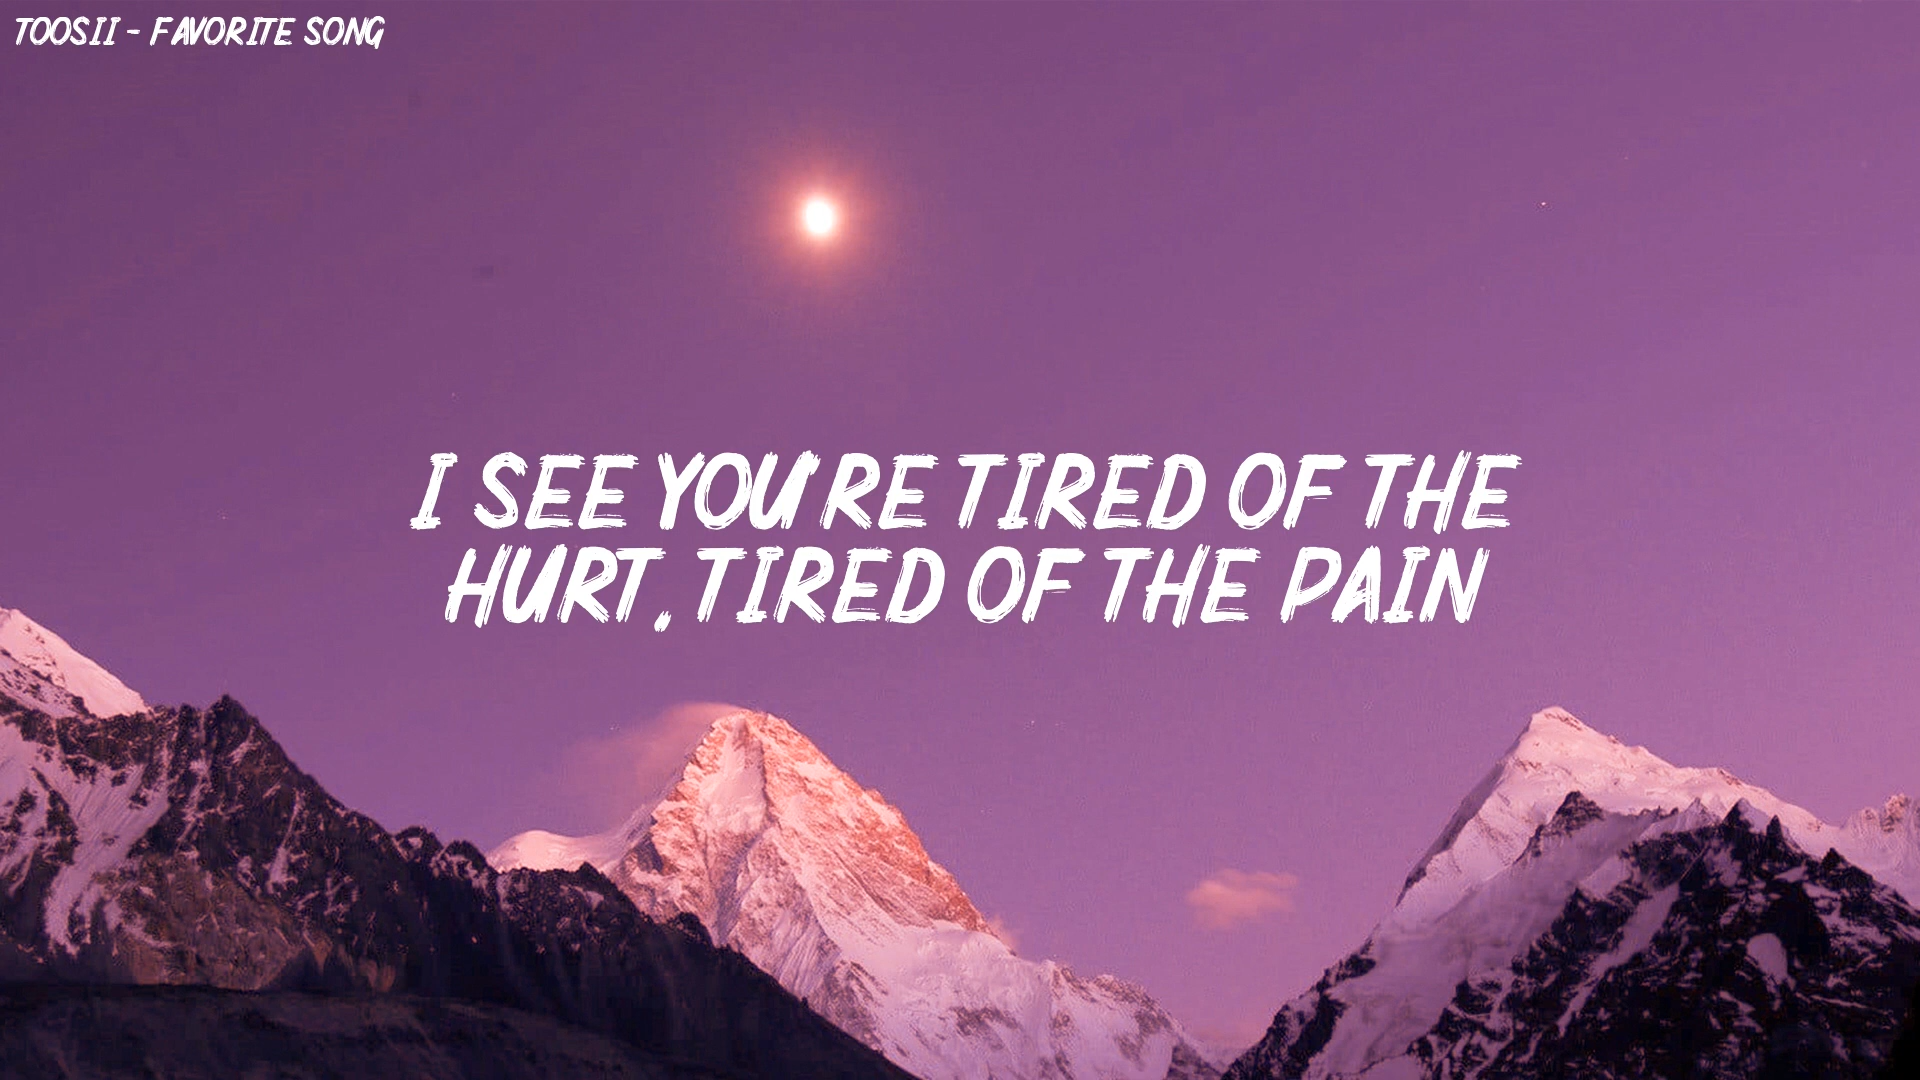 TOOSII - FAVORITE SONG
I SEE YOU'RE TIRED OF THE
HURT, TIRED OF THE PAIN